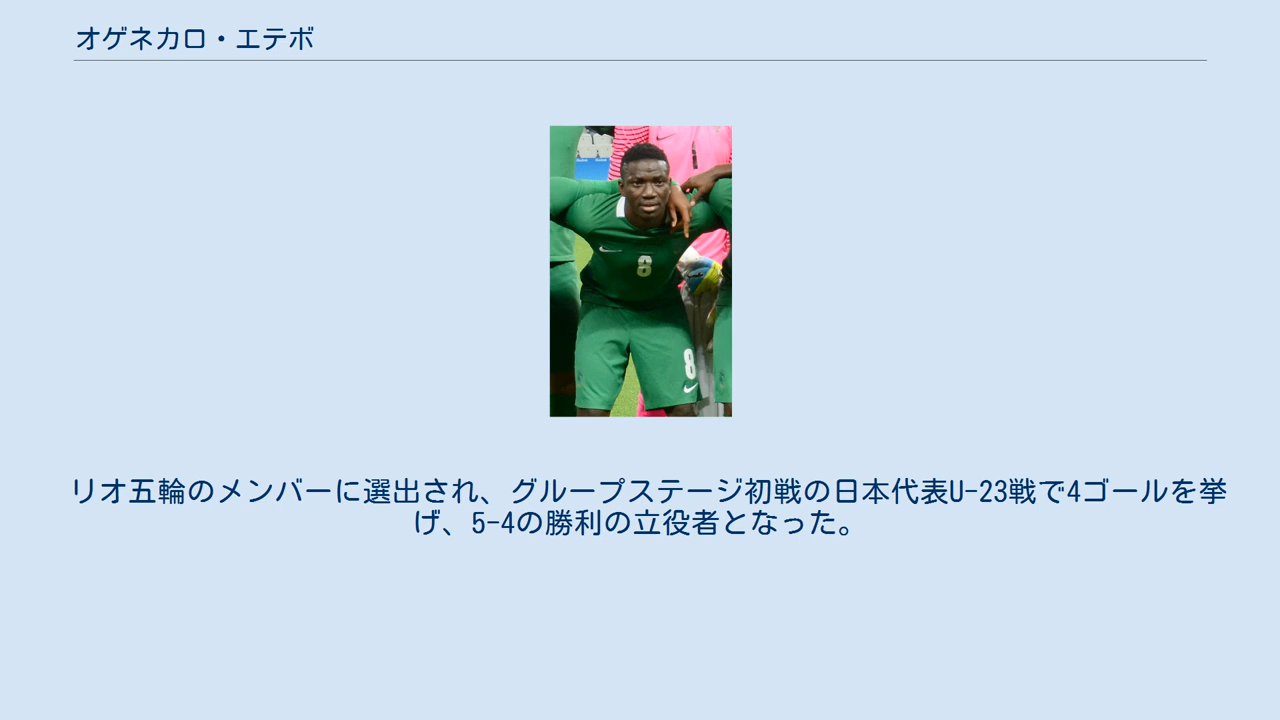 オゲネカロ・エテボ
8
8
リオ五輪のメンバーに選出され、グループステージ初戦の日本代表U-23戦で4ゴールを挙
げ、5-4の勝利の立役者となった。